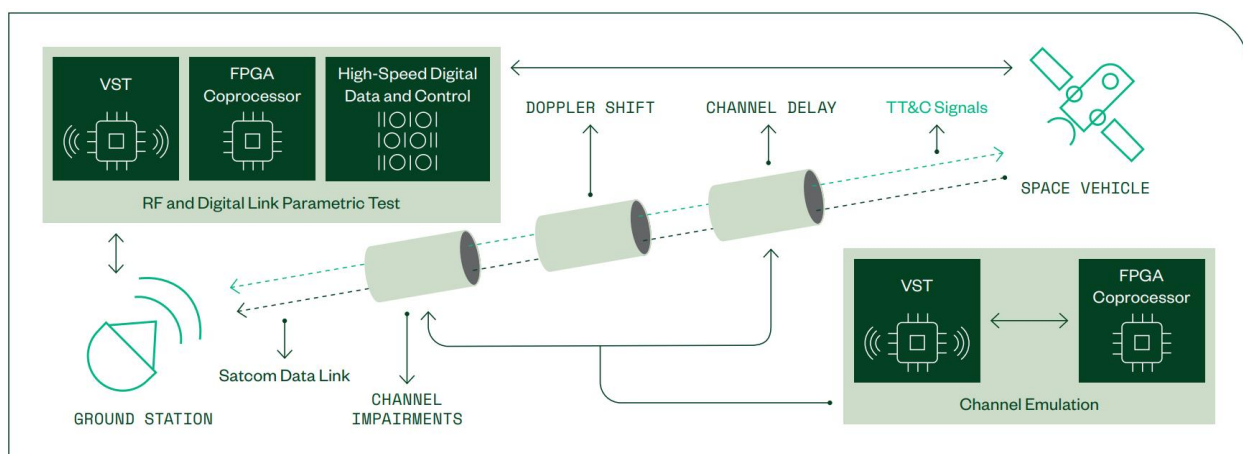 VST
FPGA
Coprocessor
High-Speed Digital
Data and Control
RF and Digital Link Parametric Test
DOPPLER SHIFT
CHANNEL DELAY
TT&C Signals
SPACE VEHICLE
GROUND STATION
Satcom Data Link
CHANNEL
IMPAIRMENTS
VST
FPGA
Coprocessor
Channel Emulation